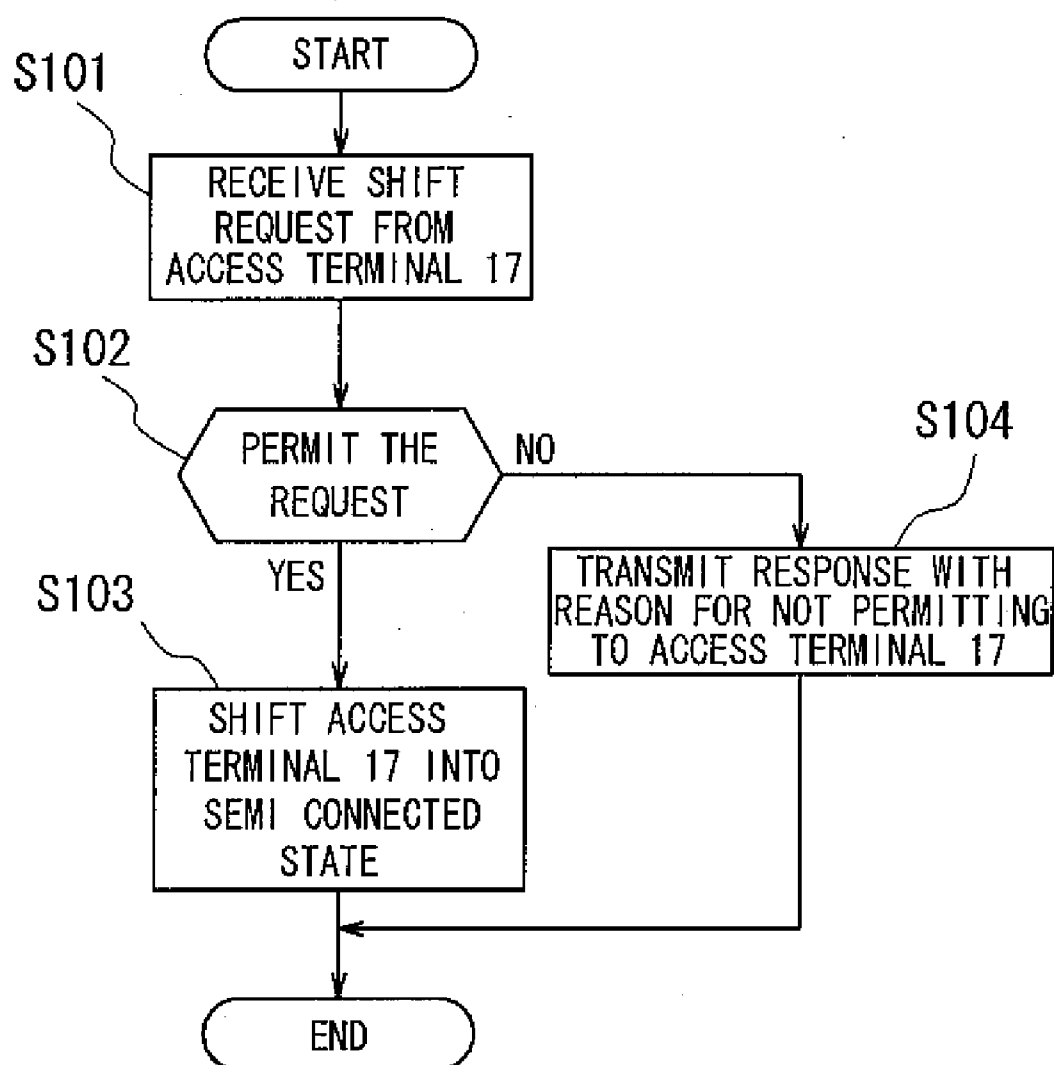 START
S101
RECEIVE SHIFT
REQUEST FROM
ACCESS TERMINAL 17
S102
PERMIT THE
REQUEST
NO
S104
YES
TRANSMIT RESPONSE WITH
REASON FOR NOT PERMITTING
TO ACCESS TERMINAL 17
S103
SHIFT ACCESS
TERMINAL 17 INTO
SEMI CONNECTED
STATE
END